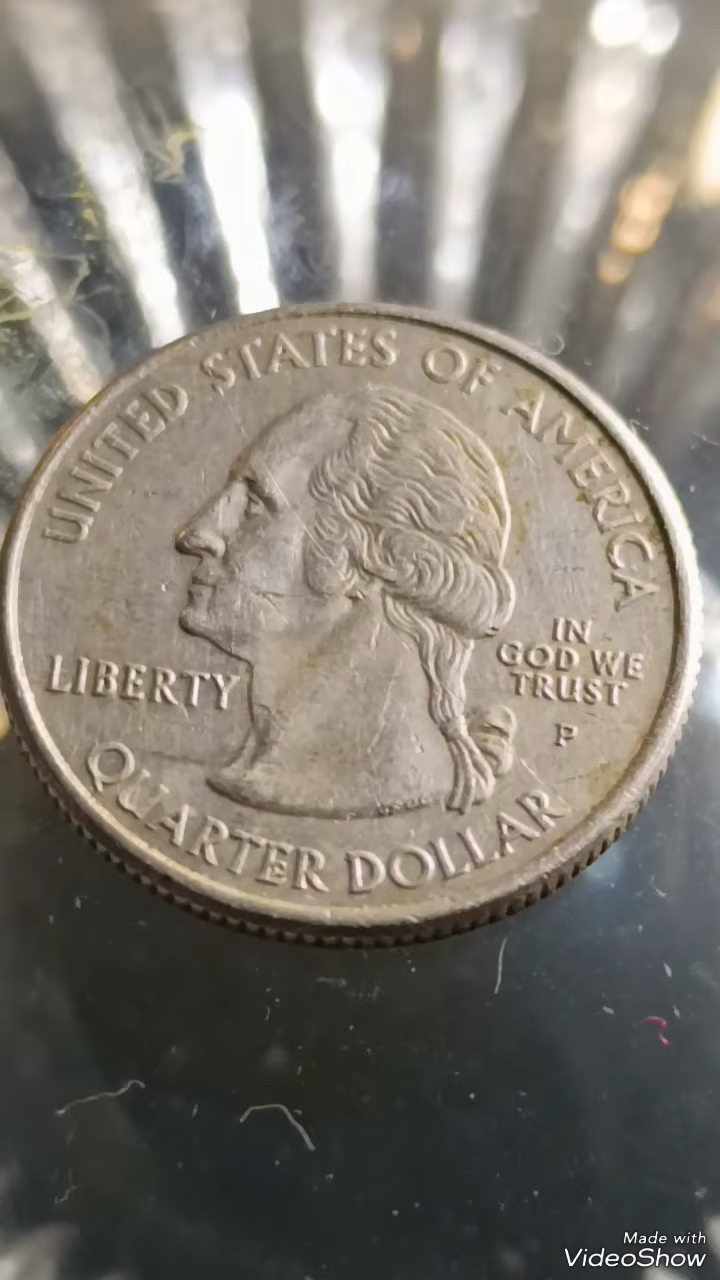 UNITED STATES OF AMERICA
LIBERTY
IN
GOD WE
TRUST
P
QUARTER DOLLAR
Made with
VideoShow